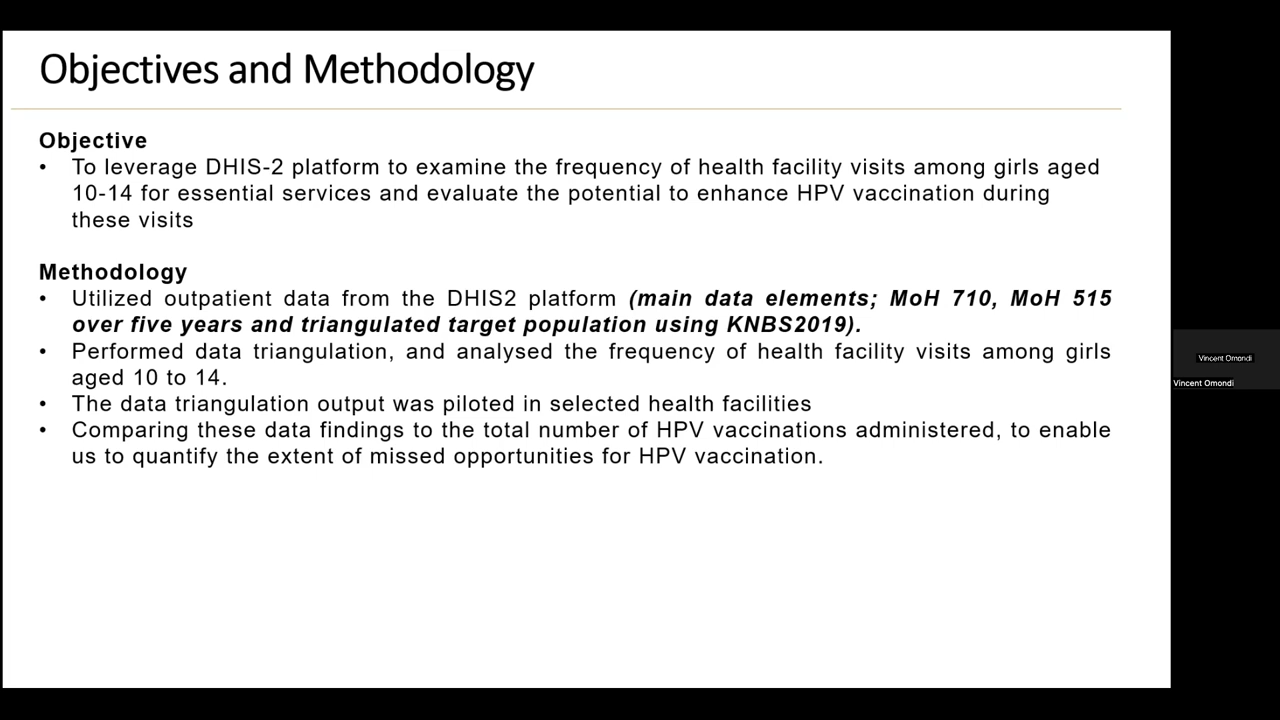 Objectives and Methodology
Objective
• To leverage DHIS-2 platform to examine the frequency of health facility visits among girls aged
10-14 for essential services and evaluate the potential to enhance HPV vaccination during
these visits
Methodology
• Utilized outpatient data from the DHIS2 platform (main data elements; MoH 710, MoH 515
over five years and triangulated target population using KNBS2019).
• Performed data triangulation, and analysed the frequency of health facility visits among girls
aged 10 to 14.
• The data triangulation output was piloted in selected health facilities
• Comparing these data findings to the total number of HPV vaccinations administered, to enable
us to quantify the extent of missed opportunities for HPV vaccination.
Vincent Omondi
Vincent Omondi